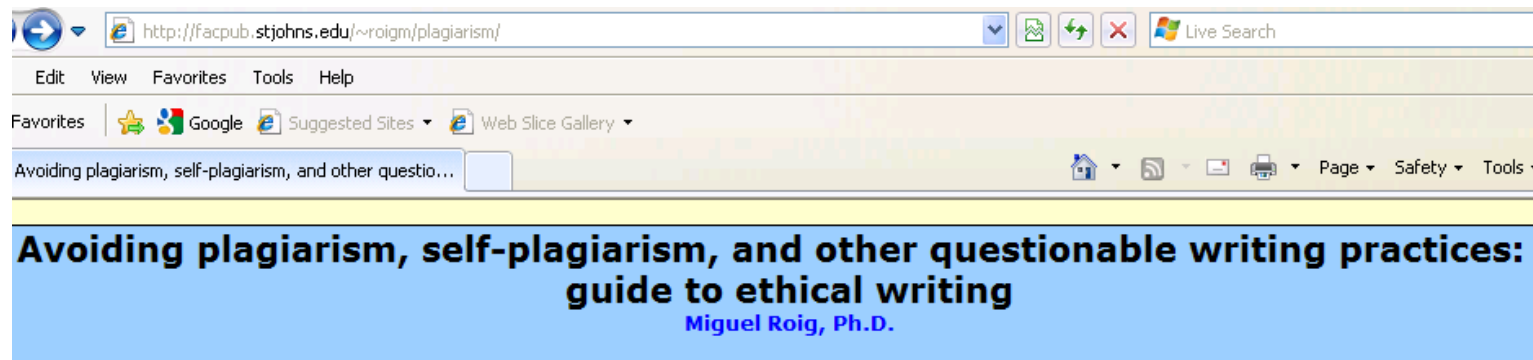 http://facpub.stjohns.edu/~roigm/plagiarism/ Live Search
Edit View Favorites Tools Help
Favorites Google Suggested Sites Web Slice Gallery
Avoiding plagiarism, self-plagiarism, and other questio... Page Safety Tools
Avoiding plagiarism, self-plagiarism, and other questionable writing practices:
guide to ethical writing
Miguel Roig, Ph.D.